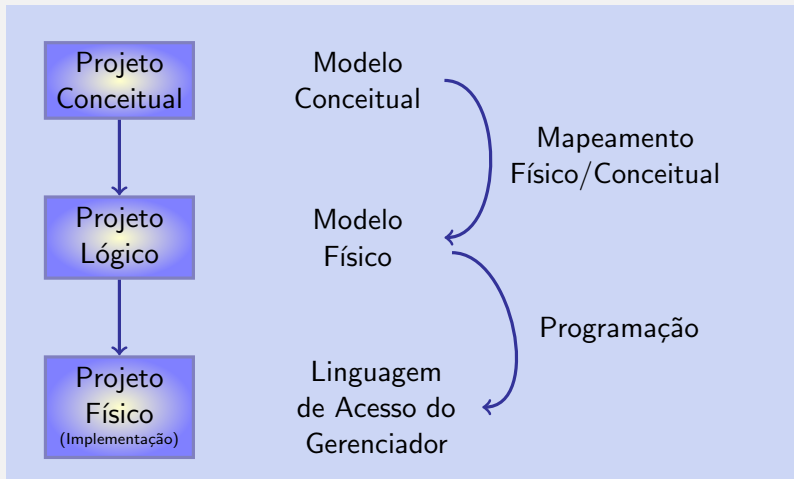 Projeto
Conceitual
Modelo
Conceitual
Mapeamento
Físico/Conceitual
Projeto
Lógico
Modelo
Físico
Programação
Projeto
Físico
(Implementação)
Linguagem
de Acesso do
Gerenciador